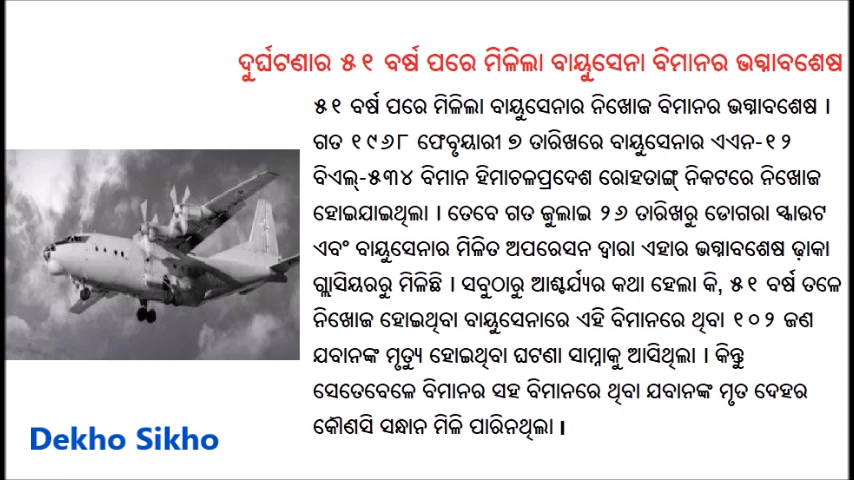 ଦୁର୍ଘଟଣାର ୫୧ ବର୍ଷ ପରେ ମିଳିଲା ବାୟୁସେନା ବିମାନର ଭଗ୍ନାବଶେଷ
୫୧ ବର୍ଷ ପରେ ମିଳିଲା ବାୟୁସେନାର ନିଖୋଜ ବିମାନର ଭଗ୍ନାବଶେଷ ।
ଗତ ୧୯୬୮ ଫେବୃୟାରୀ ୭ ତାରିଖରେ ବାୟୁସେନାର ଏଏନ-୧୨
ବିଏଲ୍-୫୩୪ ବିମାନ ହିମାଚଳପ୍ରଦେଶ ରୋହତାଙ୍ଗ୍ ନିକଟରେ ନିଖୋଜ
ହୋଇଯାଇଥିଲା । ତେବେ ଗତ ଜୁଲାଇ ୨୬ ତାରିଖରୁ ଡୋଗରା ସ୍କାଉଟ
ଏବଂ ବାୟୁସେନାର ମିଳିତ ଅପରେସନ ଦ୍ୱାରା ଏହାର ଭଗ୍ନାବଶେଷ ଢ଼ାକା
ଗ୍ଲାସିୟରରୁ ମିଳିଛି । ସବୁଠାରୁ ଆଶ୍ଚର୍ଯ୍ୟର କଥା ହେଲା କି, ୫୧ ବର୍ଷ ତଳେ
ନିଖୋଜ ହୋଇଥିବା ବାୟୁସେନାରେ ଏହି ବିମାନରେ ଥିବା ୧୦୨ ଜଣ
ଯବାନଙ୍କ ମୃତ୍ୟୁ ହୋଇଥିବା ଘଟଣା ସାମ୍ନାକୁ ଆସିଥିଲା । କିନ୍ତୁ
ସେତେବେଳେ ବିମାନର ସହ ବିମାନରେ ଥିବା ଯବାନଙ୍କ ମୃତ ଦେହର
କୌଣସି ସନ୍ଧାନ ମିଳି ପାରିନଥିଲା ।
Dekho Sikho